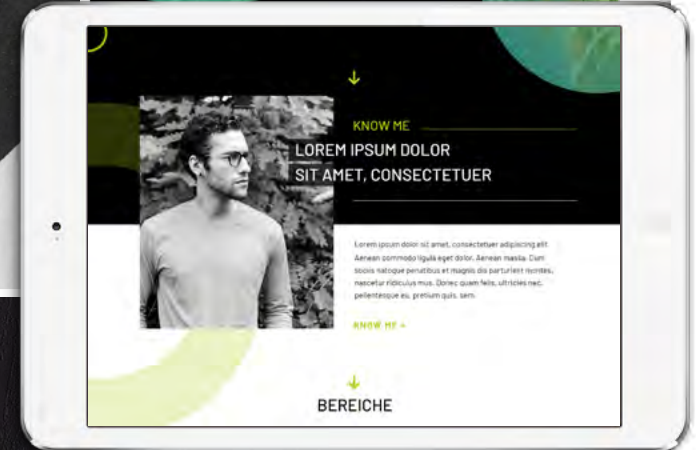 KNOW ME
LOREM IPSUM DOLOR
SIT AMET, CONSECTETUER
Lorem ipsum dolor sit amet, consectetuer adipiscing elit.
Aenean commodo ligula eget dolor. Aenean massa. Cum
sociis natoque penatibus et magnis dis parturient montes,
nascetur ridiculus mus. Donec quam felis, ultricies nec,
pellentesque eu, pretium quis, sem.
KNOW ME
BEREICHE